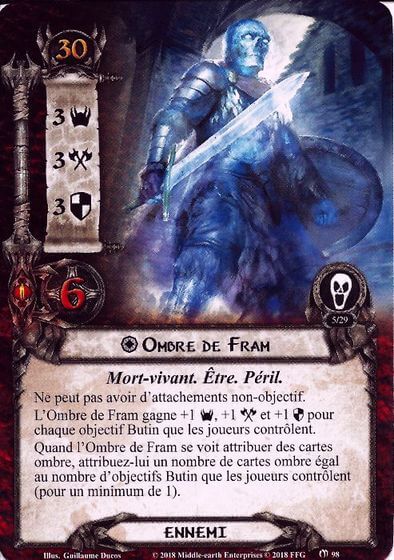 30
3
3
3
6
5/29
OMBRE DE FRAM
Mort-vivant. Être. Péril.
Ne peut pas avoir d'attachements non-objectif.
L'Ombre de Fram gagne +1, +1 et +1 pour
chaque objectif Butin que les joueurs contrôlent.
Quand l'Ombre de Fram se voit attribuer des cartes
ombre, attribuez-lui un nombre de cartes ombre égal
au nombre d'objectifs Butin que les joueurs contrôlent
(pour un minimum de 1).
ENNEMI
Illus. Guillaume Ducos © 2018 Middle-earth Enterprises © 2018 FFG 98